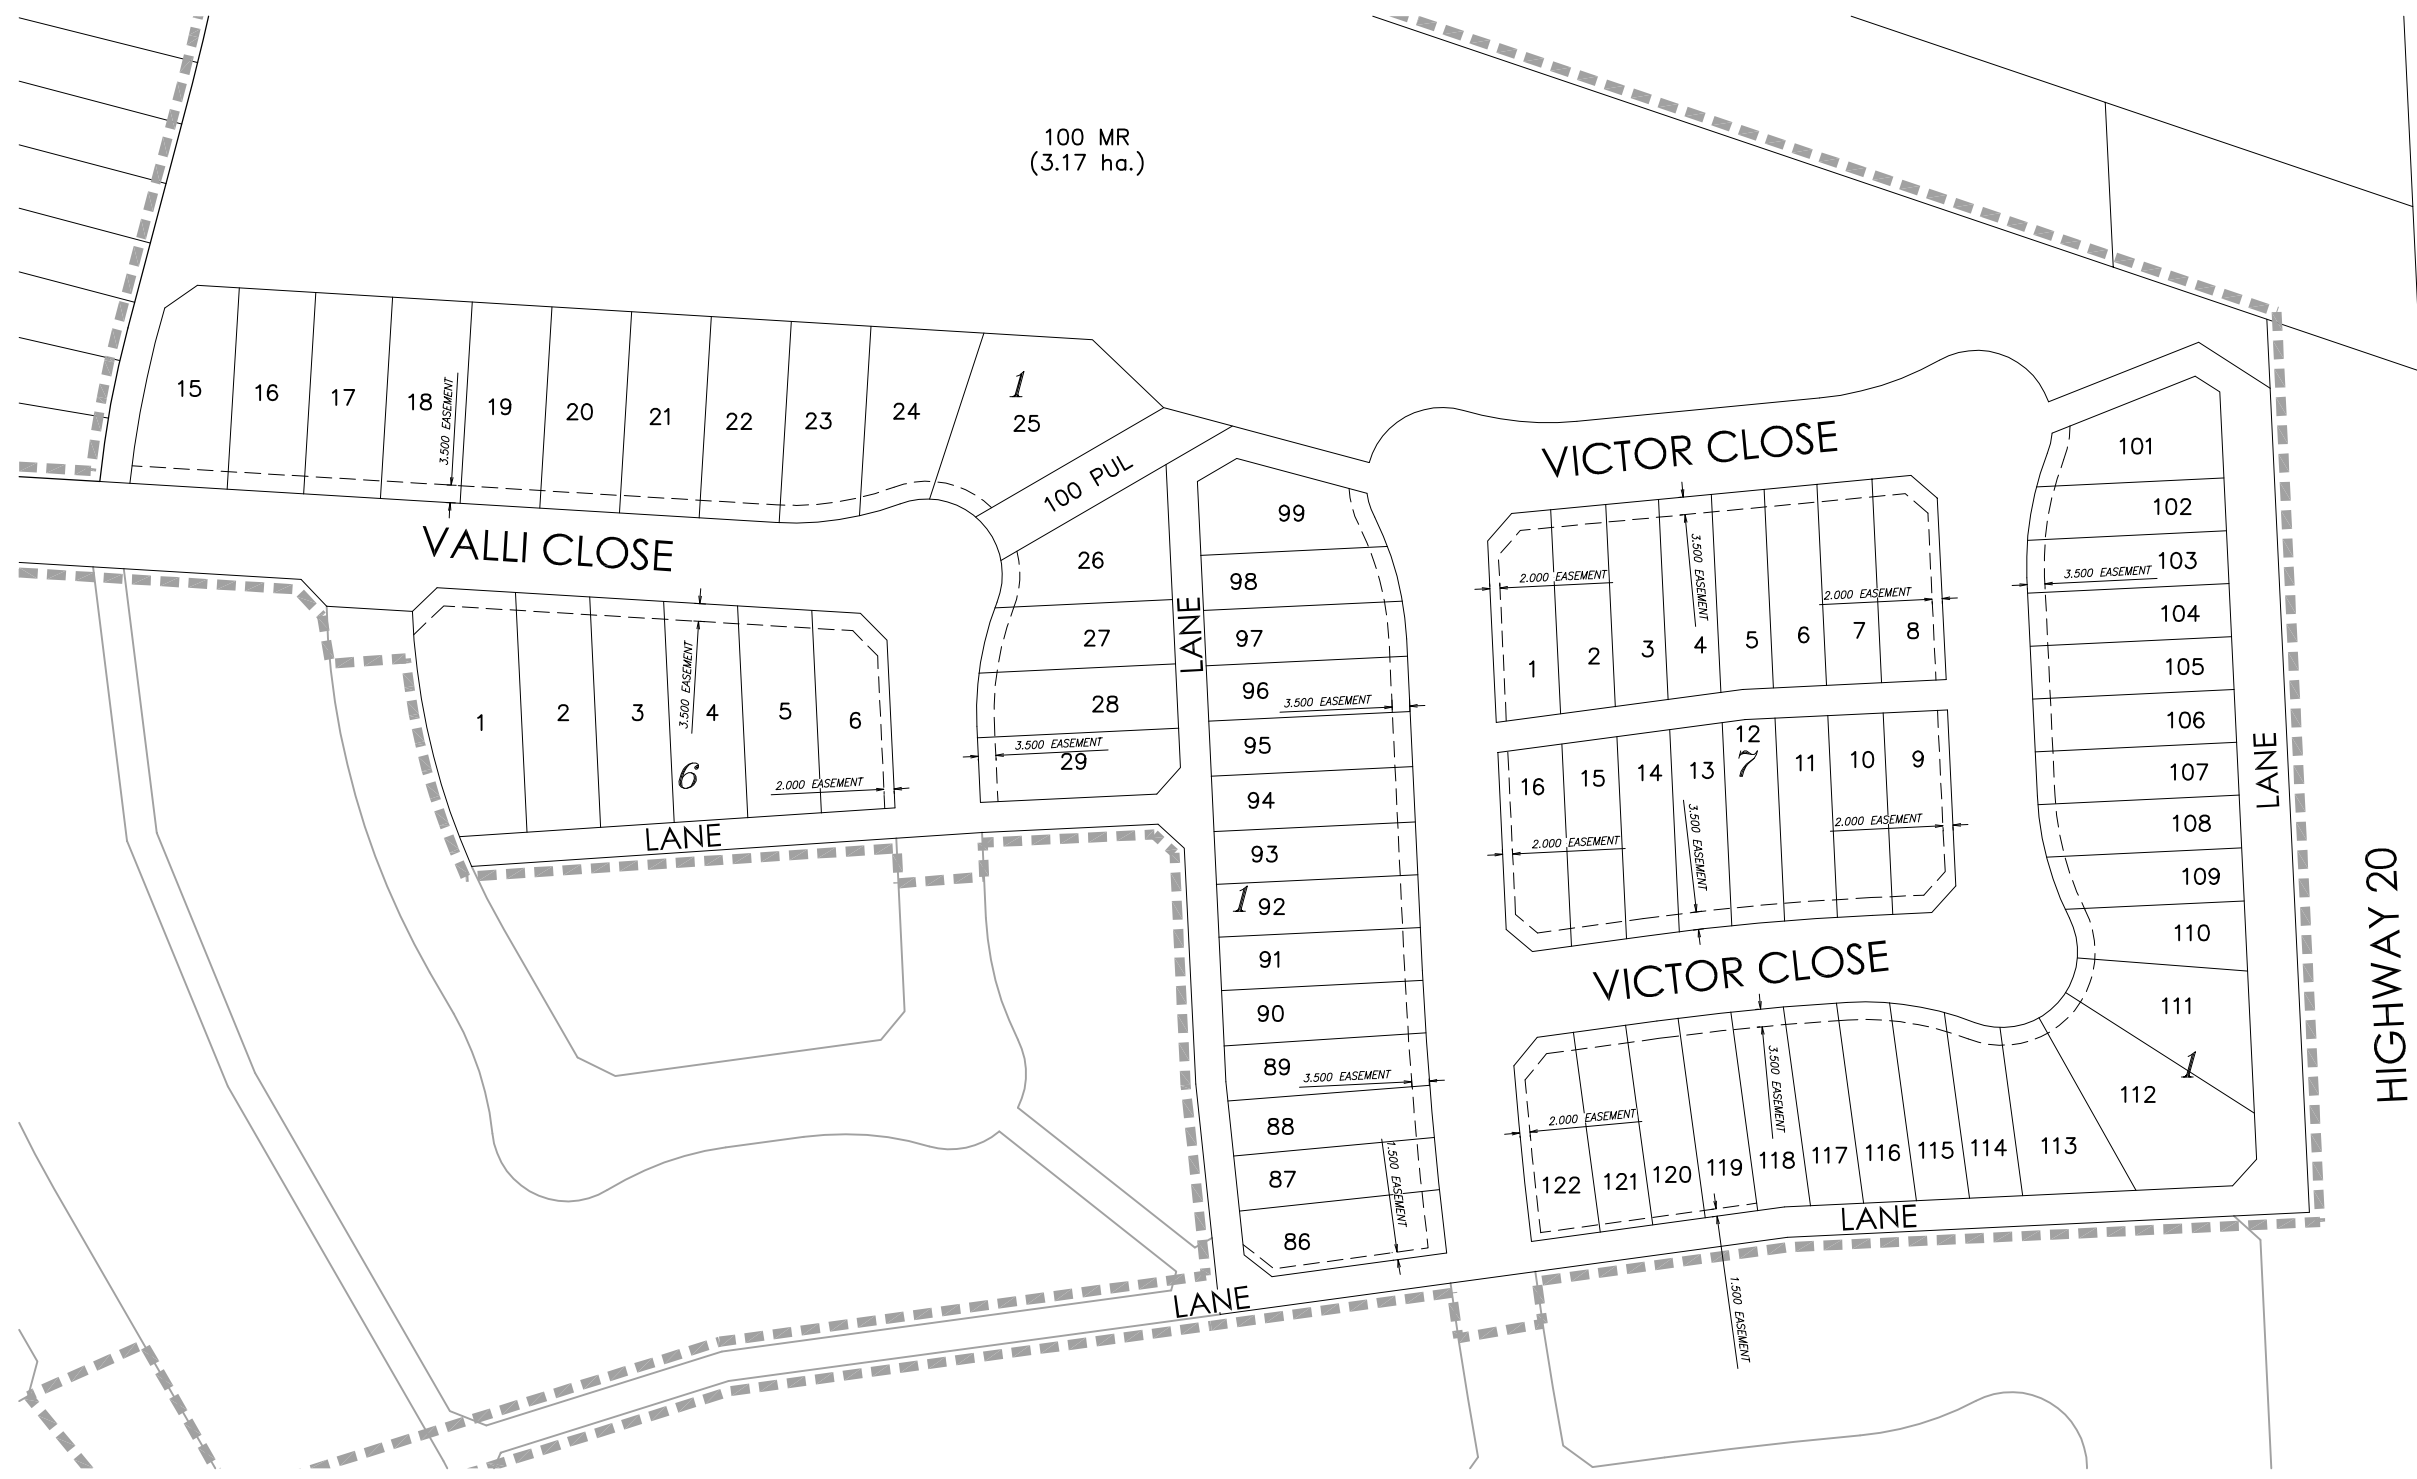 100 MR
(3.17 ha.)
15
16
17
18
3.500 EASEMENT
19
20
21
22
23
24
1
25
100 PUL
VALLI CLOSE
26
27
28
3.500 EASEMENT
29
LANE
1
2
3
3.500 EASEMENT
4
5
6
6
2.000 EASEMENT
LANE
99
98
97
96
3.500 EASEMENT
95
94
93
1
92
91
90
89
3.500 EASEMENT
88
87
1.500 EASEMENT
86
LANE
VICTOR CLOSE
2.000 EASEMENT
3.500 EASEMENT
2.000 EASEMENT
1
2
3
4
5
6
7
8
16
15
14
13
12
7
11
10
9
2.000 EASEMENT
3.500 EASEMENT
2.000 EASEMENT
VICTOR CLOSE
101
102
103
3.500 EASEMENT
104
105
106
107
108
109
110
111
1
112
LANE
HIGHWAY 20
3.500 EASEMENT
2.000 EASEMENT
122
121
120
119
118
117
116
115
114
113
LANE
1.500 EASEMENT